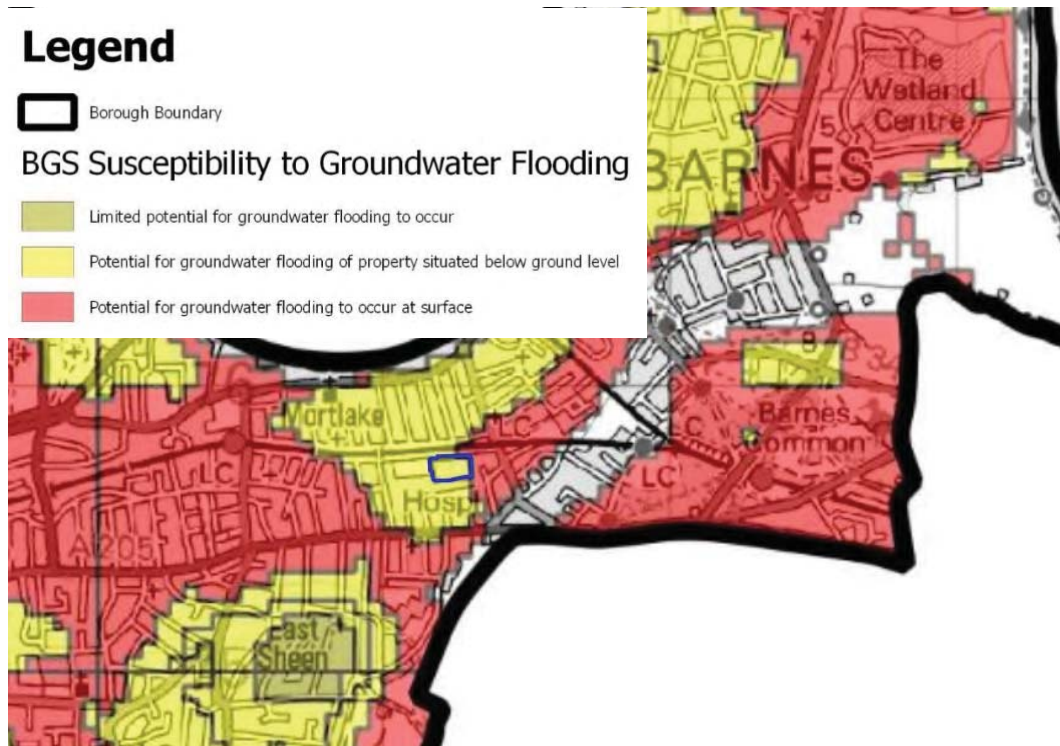 Legend
Borough Boundary
BGS Susceptibility to Groundwater Flooding
Limited potential for groundwater flooding to occur
Potential for groundwater flooding of property situated below ground level
Potential for groundwater flooding to occur at surface
The
Wetland
Centre
5
BARNES
Mortlake
LC
LC
LC
LC
Barnes
Common
Hosp
A 205
East
Sheen